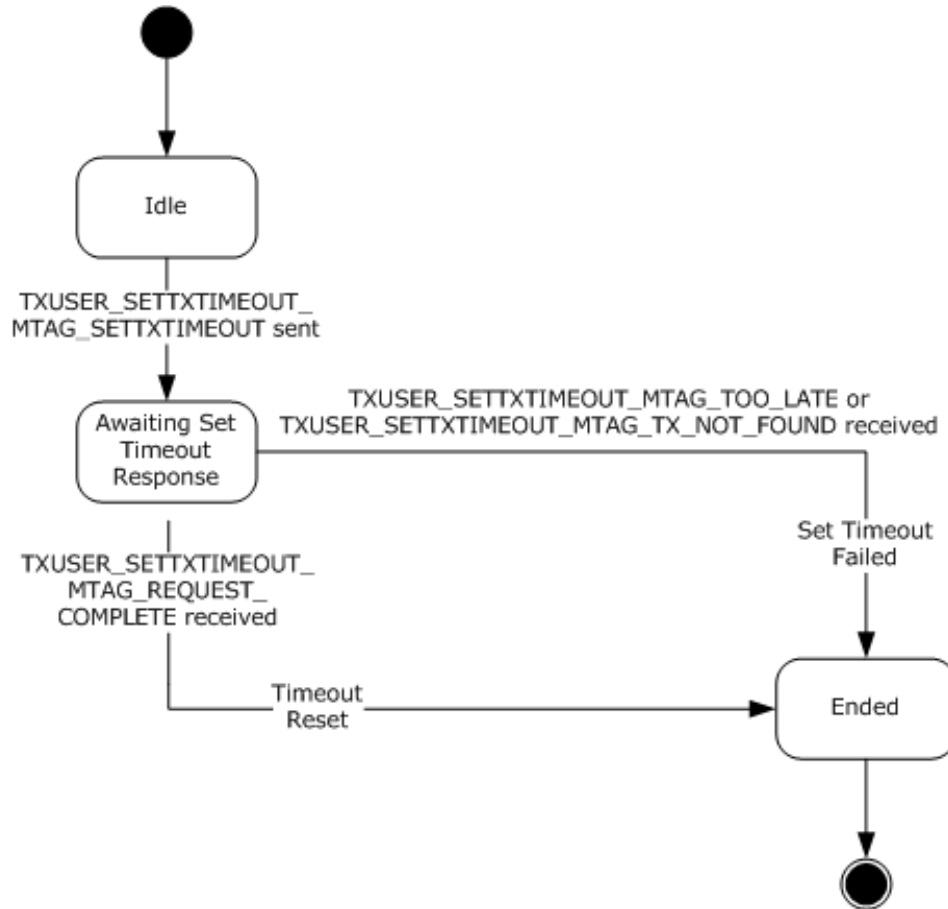 Idle
TXUSER_SETTXTIMEOUT_
MTAG_SETTXTIMEOUT sent
Awaiting Set
Timeout
Response
TXUSER_SETTXTIMEOUT_MTAG_TOO_LATE or
TXUSER_SETTXTIMEOUT_MTAG_TX_NOT_FOUND received
Set Timeout
Failed
TXUSER_SETTXTIMEOUT_
MTAG_REQUEST_
COMPLETE received
Timeout
Reset
Ended